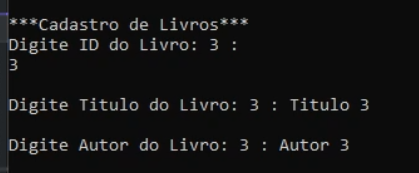 ***Cadastro de Livros***
Digite ID do Livro: 3 :
3
Digite Titulo do Livro: 3 : Titulo 3
Digite Autor do Livro: 3 : Autor 3